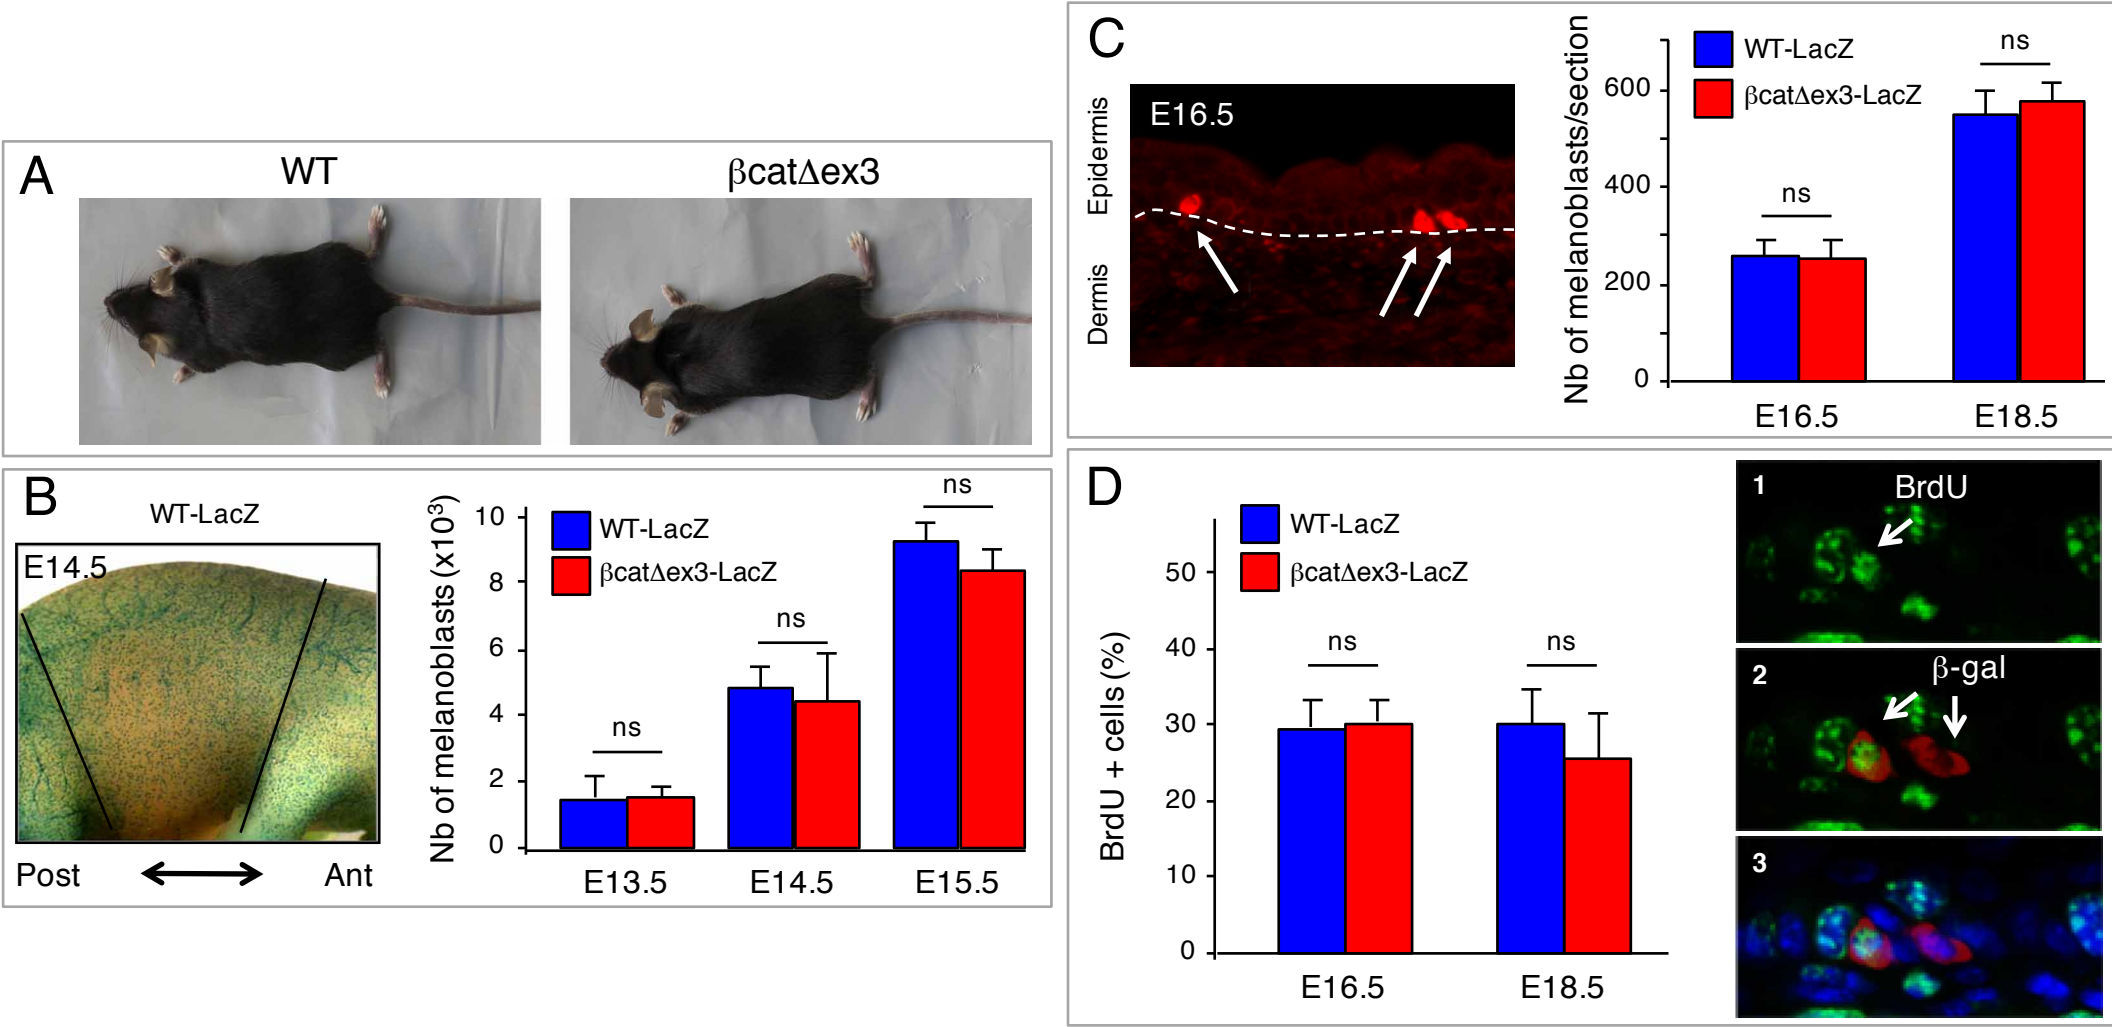 A
WT
βcatΔex3
B
WT-LacZ
E14.5
Post
Ant
Nb of melanoblasts (x10³)
10
8
6
4
2
0
WT-LacZ
βcatΔex3-LacZ
ns
ns
ns
E13.5
E14.5
E15.5
C
Epidermis
Dermis
E16.5
Nb of melanoblasts/section
600
400
200
0
WT-LacZ
βcatΔex3-LacZ
ns
ns
E16.5
E18.5
D
BrdU + cells (%)
50
40
30
20
10
0
WT-LacZ
βcatΔex3-LacZ
ns
ns
E16.5
E18.5
1
BrdU
2
β-gal
3